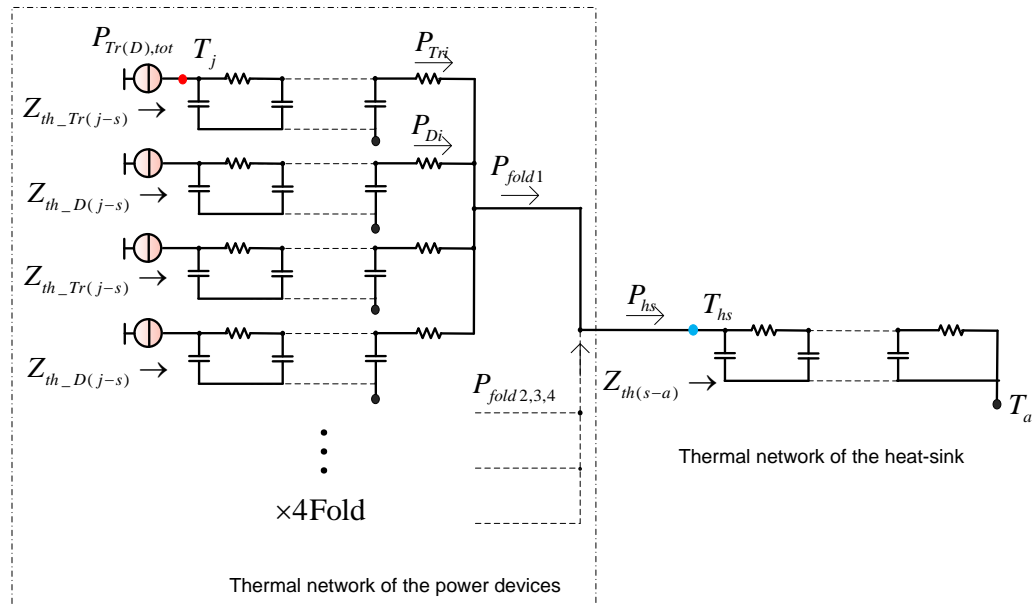 P_{Tr(D),tot}
T_j
P_{Tri}
Z_{th_Tr(j-s)}
P_{Di}
Z_{th_D(j-s)}
P_{fold1}
Z_{th_Tr(j-s)}
P_{hs}
T_{hs}
Z_{th_D(j-s)}
P_{fold2,3,4}
Z_{th(s-a)}
T_a
Thermal network of the heat-sink
×4Fold
Thermal network of the power devices